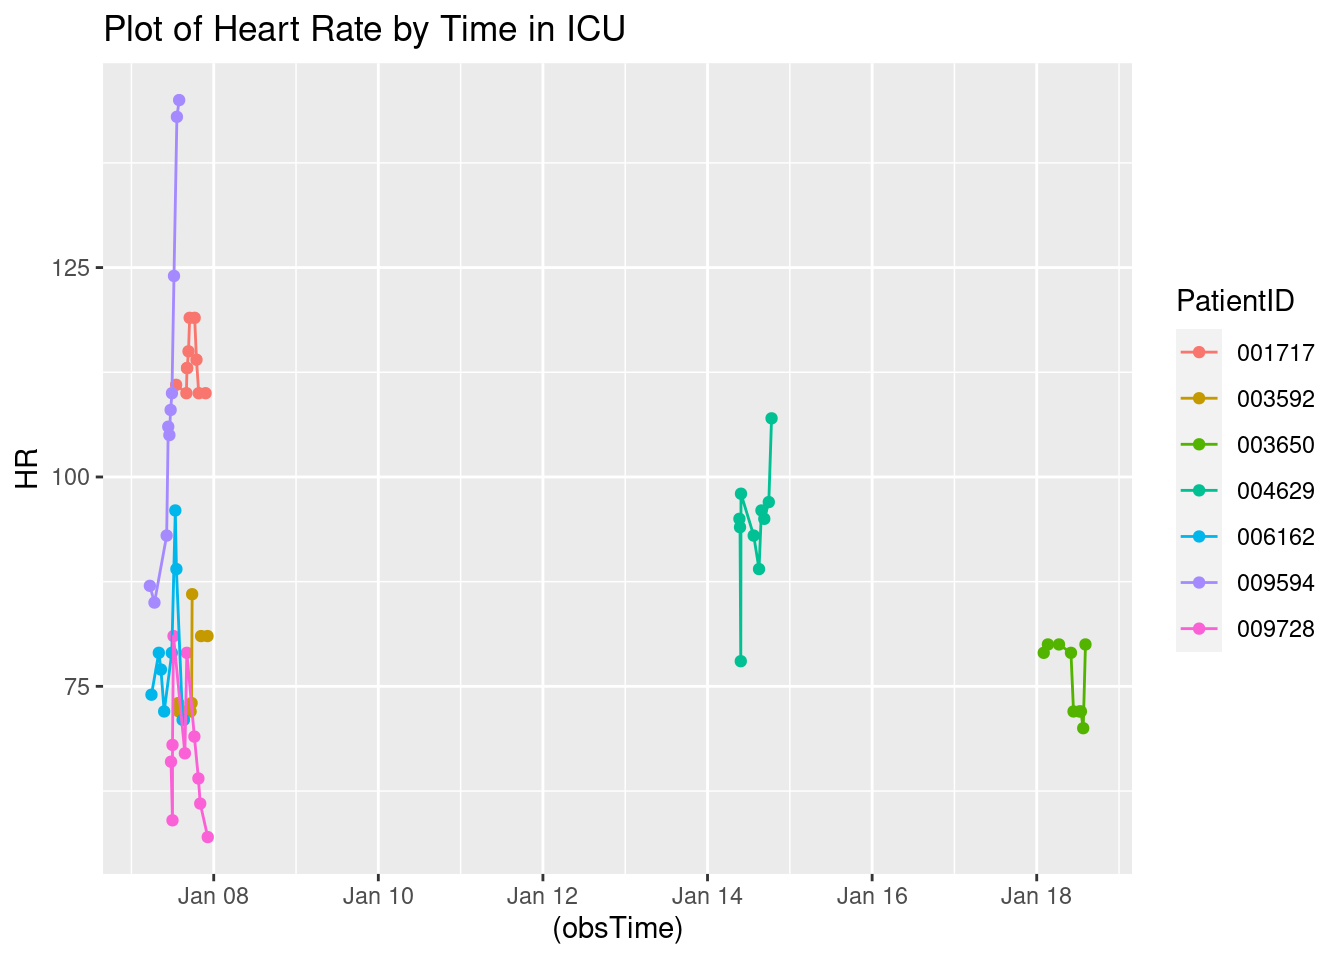 Plot of Heart Rate by Time in ICU
HR
125
100
75
Jan 08
Jan 10
Jan 12
Jan 14
Jan 16
Jan 18
(obsTime)
PatientID
001717
003592
003650
004629
006162
009594
009728